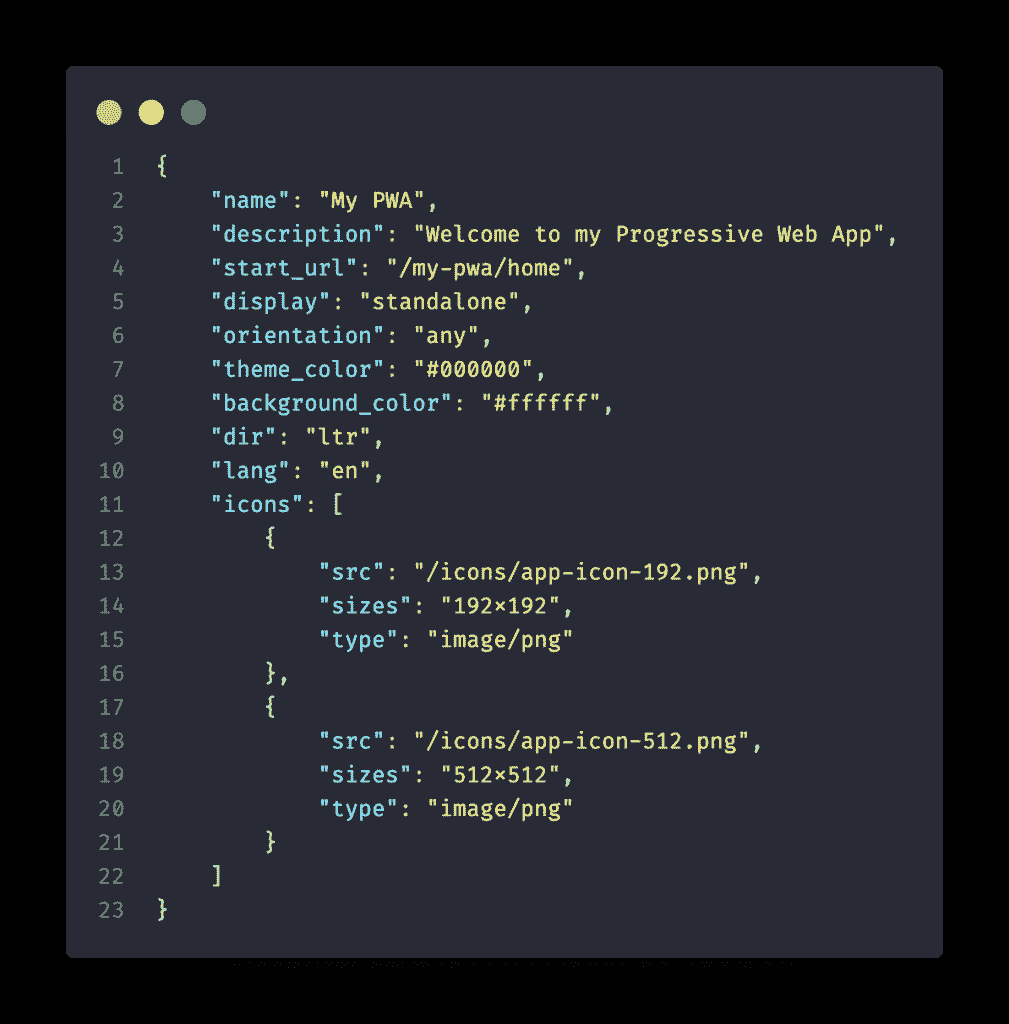 1 {
2     "name": "My PWA",
3     "description": "Welcome to my Progressive Web App",
4     "start_url": "/my-pwa/home",
5     "display": "standalone",
6     "orientation": "any",
7     "theme_color": "#000000",
8     "background_color": "#ffffff",
9     "dir": "ltr",
10     "lang": "en",
11     "icons": [
12         {
13             "src": "/icons/app-icon-192.png",
14             "sizes": "192×192",
15             "type": "image/png"
16         },
17         {
18             "src": "/icons/app-icon-512.png",
19             "sizes": "512×512",
20             "type": "image/png"
21         }
22     ]
23 }